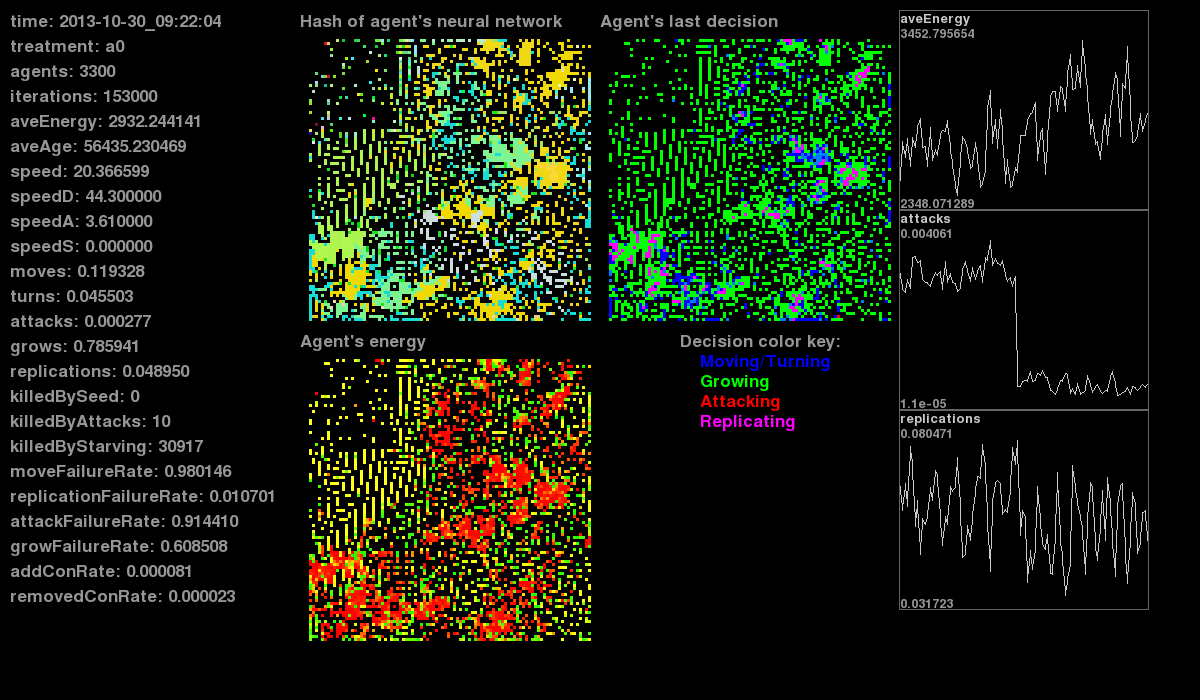 time: 2013-10-30_09:22:04
treatment: a0
agents: 3300
iterations: 153000
aveEnergy: 2932.244141
aveAge: 56435.230469
speed: 20.366599
speedD: 44.300000
speedA: 3.610000
speedS: 0.000000
moves: 0.119328
turns: 0.045503
attacks: 0.000277
grows: 0.785941
replications: 0.048950
killedBySeed: 0
killedByAttacks: 10
killedByStarving: 30917
moveFailureRate: 0.980146
replicationFailureRate: 0.010701
attackFailureRate: 0.914410
growFailureRate: 0.608508
addConRate: 0.000081
removedConRate: 0.000023
Hash of agent's neural network
Agent's last decision
Agent's energy
Decision color key:
Moving/Turning
Growing
Attacking
Replicating
aveEnergy
3452.795654
2348.071289
attacks
0.004061
1.1e-05
replications
0.080471
0.031723